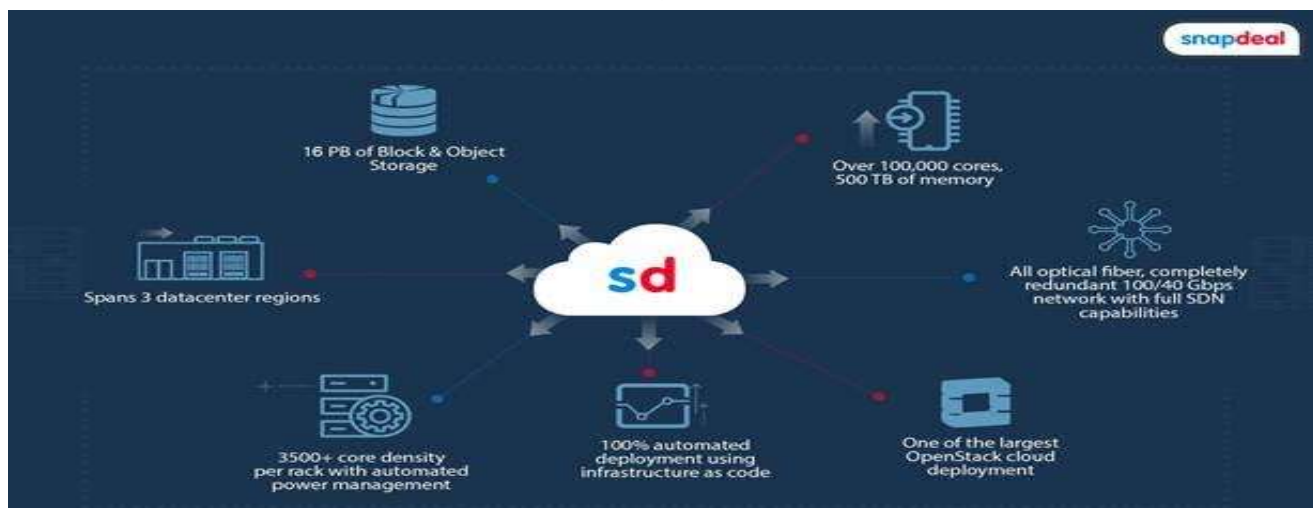 snapdeal
16 PB of Block & Object
Storage
Over 100,000 cores,
500 TB of memory
Spans 3 datacenter regions
sd
All optical fiber, completely
redundant 100/40 Gbps
network with full SDN
capabilities
3500+ core density
per rack with automated
power management
100% automated
deployment using
infrastructure as code
One of the largest
OpenStack cloud
deployment